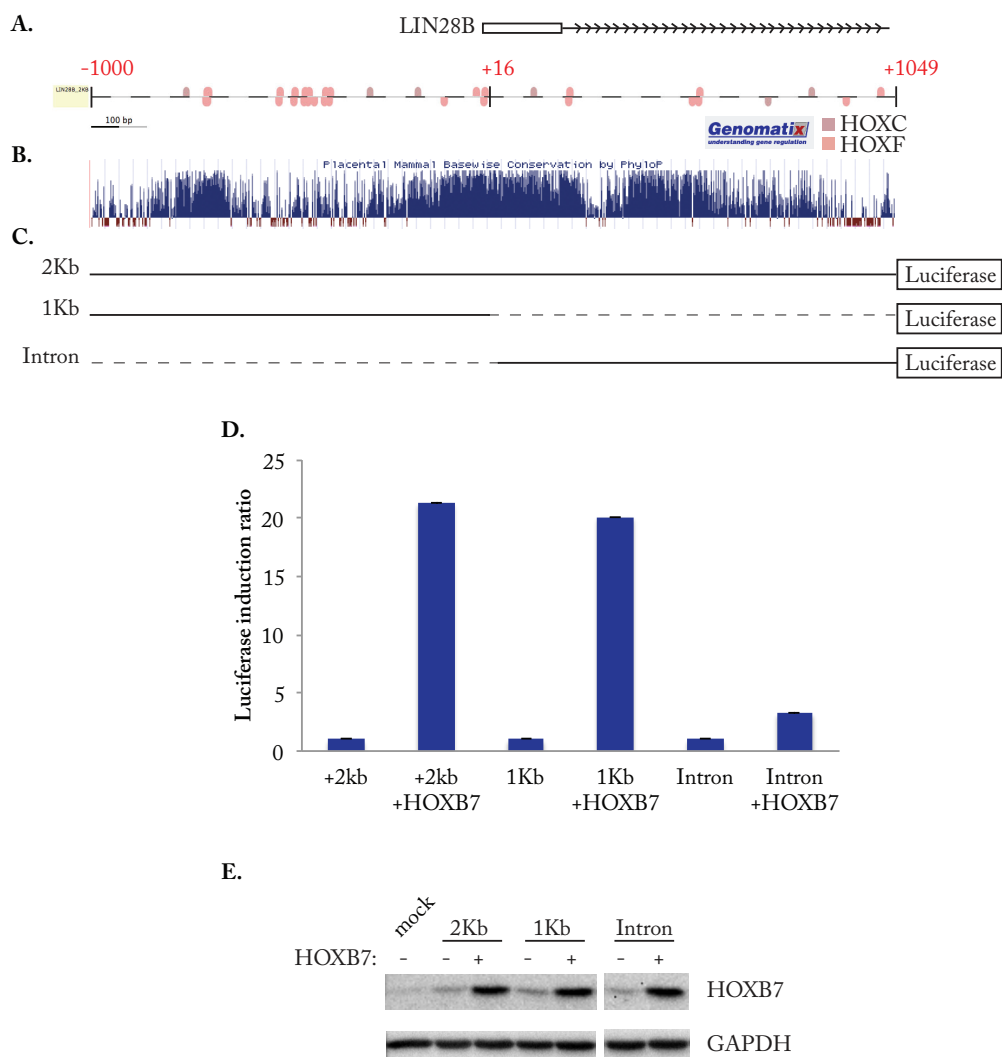 A.
LIN28B
-1000 +16 +1049
LIN28B_2KB
100 bp
Genomatix
understanding gene regulation
HOXC
HOXF
B.
Placental Mammal Basewise Conservation by PhyloP
C.
2Kb Luciferase
1Kb Luciferase
Intron Luciferase
D.
Luciferase induction ratio
25
20
15
10
5
0
+2kb
+2kb +HOXB7
1Kb
1Kb +HOXB7
Intron
Intron +HOXB7
E.
mock 2Kb 1Kb Intron
HOXB7: - - + - + - +
HOXB7
GAPDH